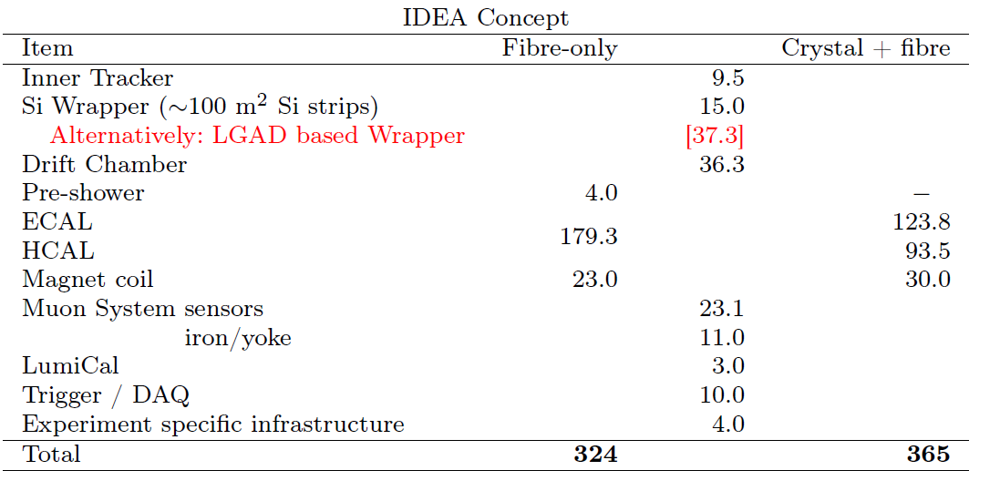 IDEA Concept
Item Fibre-only Crystal + fibre
Inner Tracker 9.5
Si Wrapper (∼100 m² Si strips) 15.0
Alternatively: LGAD based Wrapper [37.3]
Drift Chamber 36.3
Pre-shower 4.0 −
ECAL 123.8
179.3
HCAL 93.5
Magnet coil 23.0 30.0
Muon System sensors 23.1
iron/yoke 11.0
LumiCal 3.0
Trigger / DAQ 10.0
Experiment specific infrastructure 4.0
Total 324 365